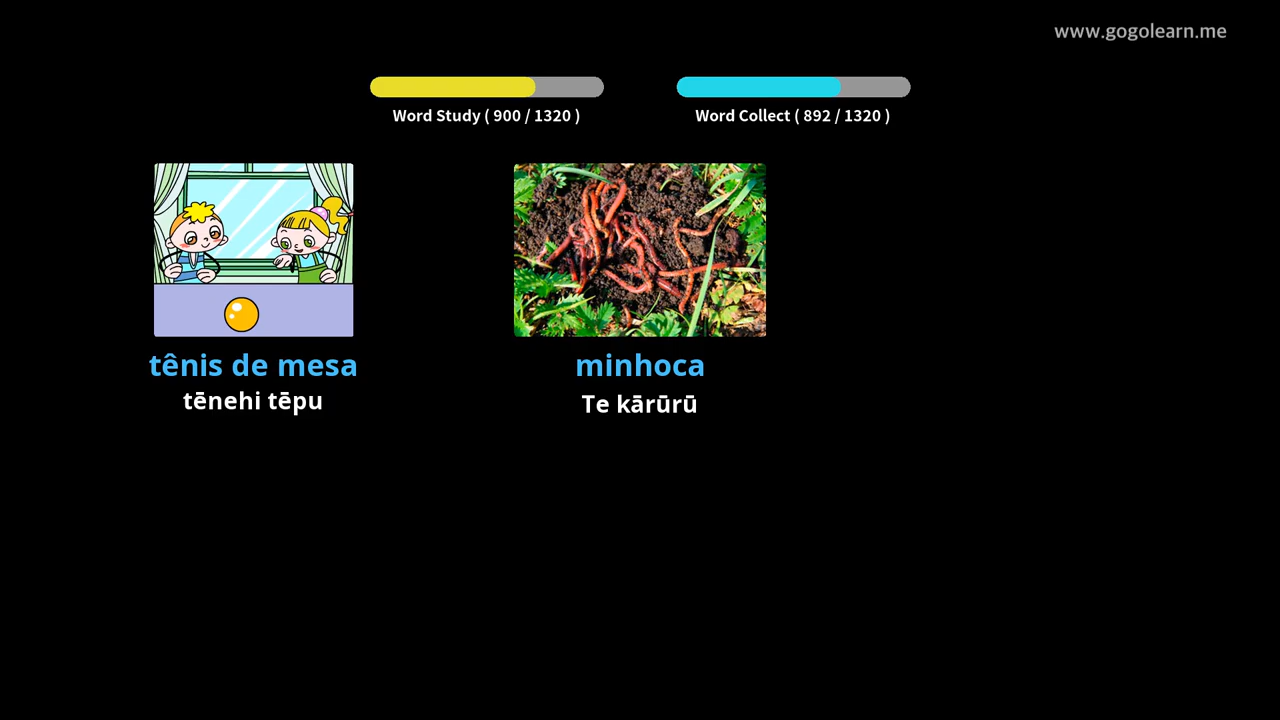 www.gogolearn.me
Word Study ( 900 / 1320 )
Word Collect ( 892 / 1320 )
tênis de mesa
tēnehi tēpu
minhoca
Te kārūrū